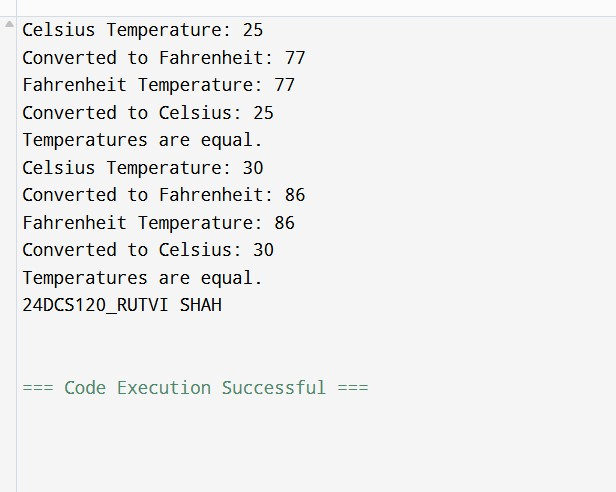 Celsius Temperature: 25
Converted to Fahrenheit: 77
Fahrenheit Temperature: 77
Converted to Celsius: 25
Temperatures are equal.
Celsius Temperature: 30
Converted to Fahrenheit: 86
Fahrenheit Temperature: 86
Converted to Celsius: 30
Temperatures are equal.
24DCS120_RUTVI SHAH
=== Code Execution Successful ===